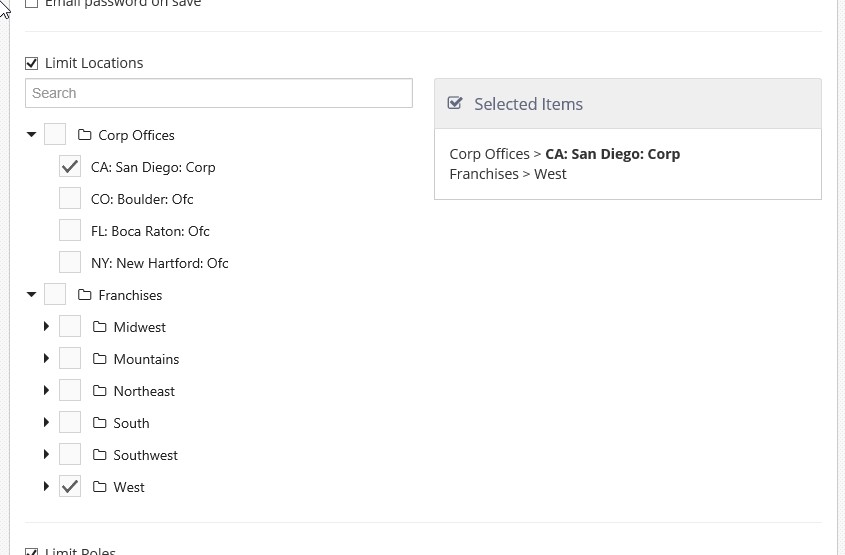 Email password on save
Limit Locations
Search
Corp Offices
CA: San Diego: Corp
CO: Boulder: Ofc
FL: Boca Raton: Ofc
NY: New Hartford: Ofc
Franchises
Midwest
Mountains
Northeast
South
Southwest
West
Selected Items
Corp Offices > CA: San Diego: Corp
Franchises > West
Limit Roles